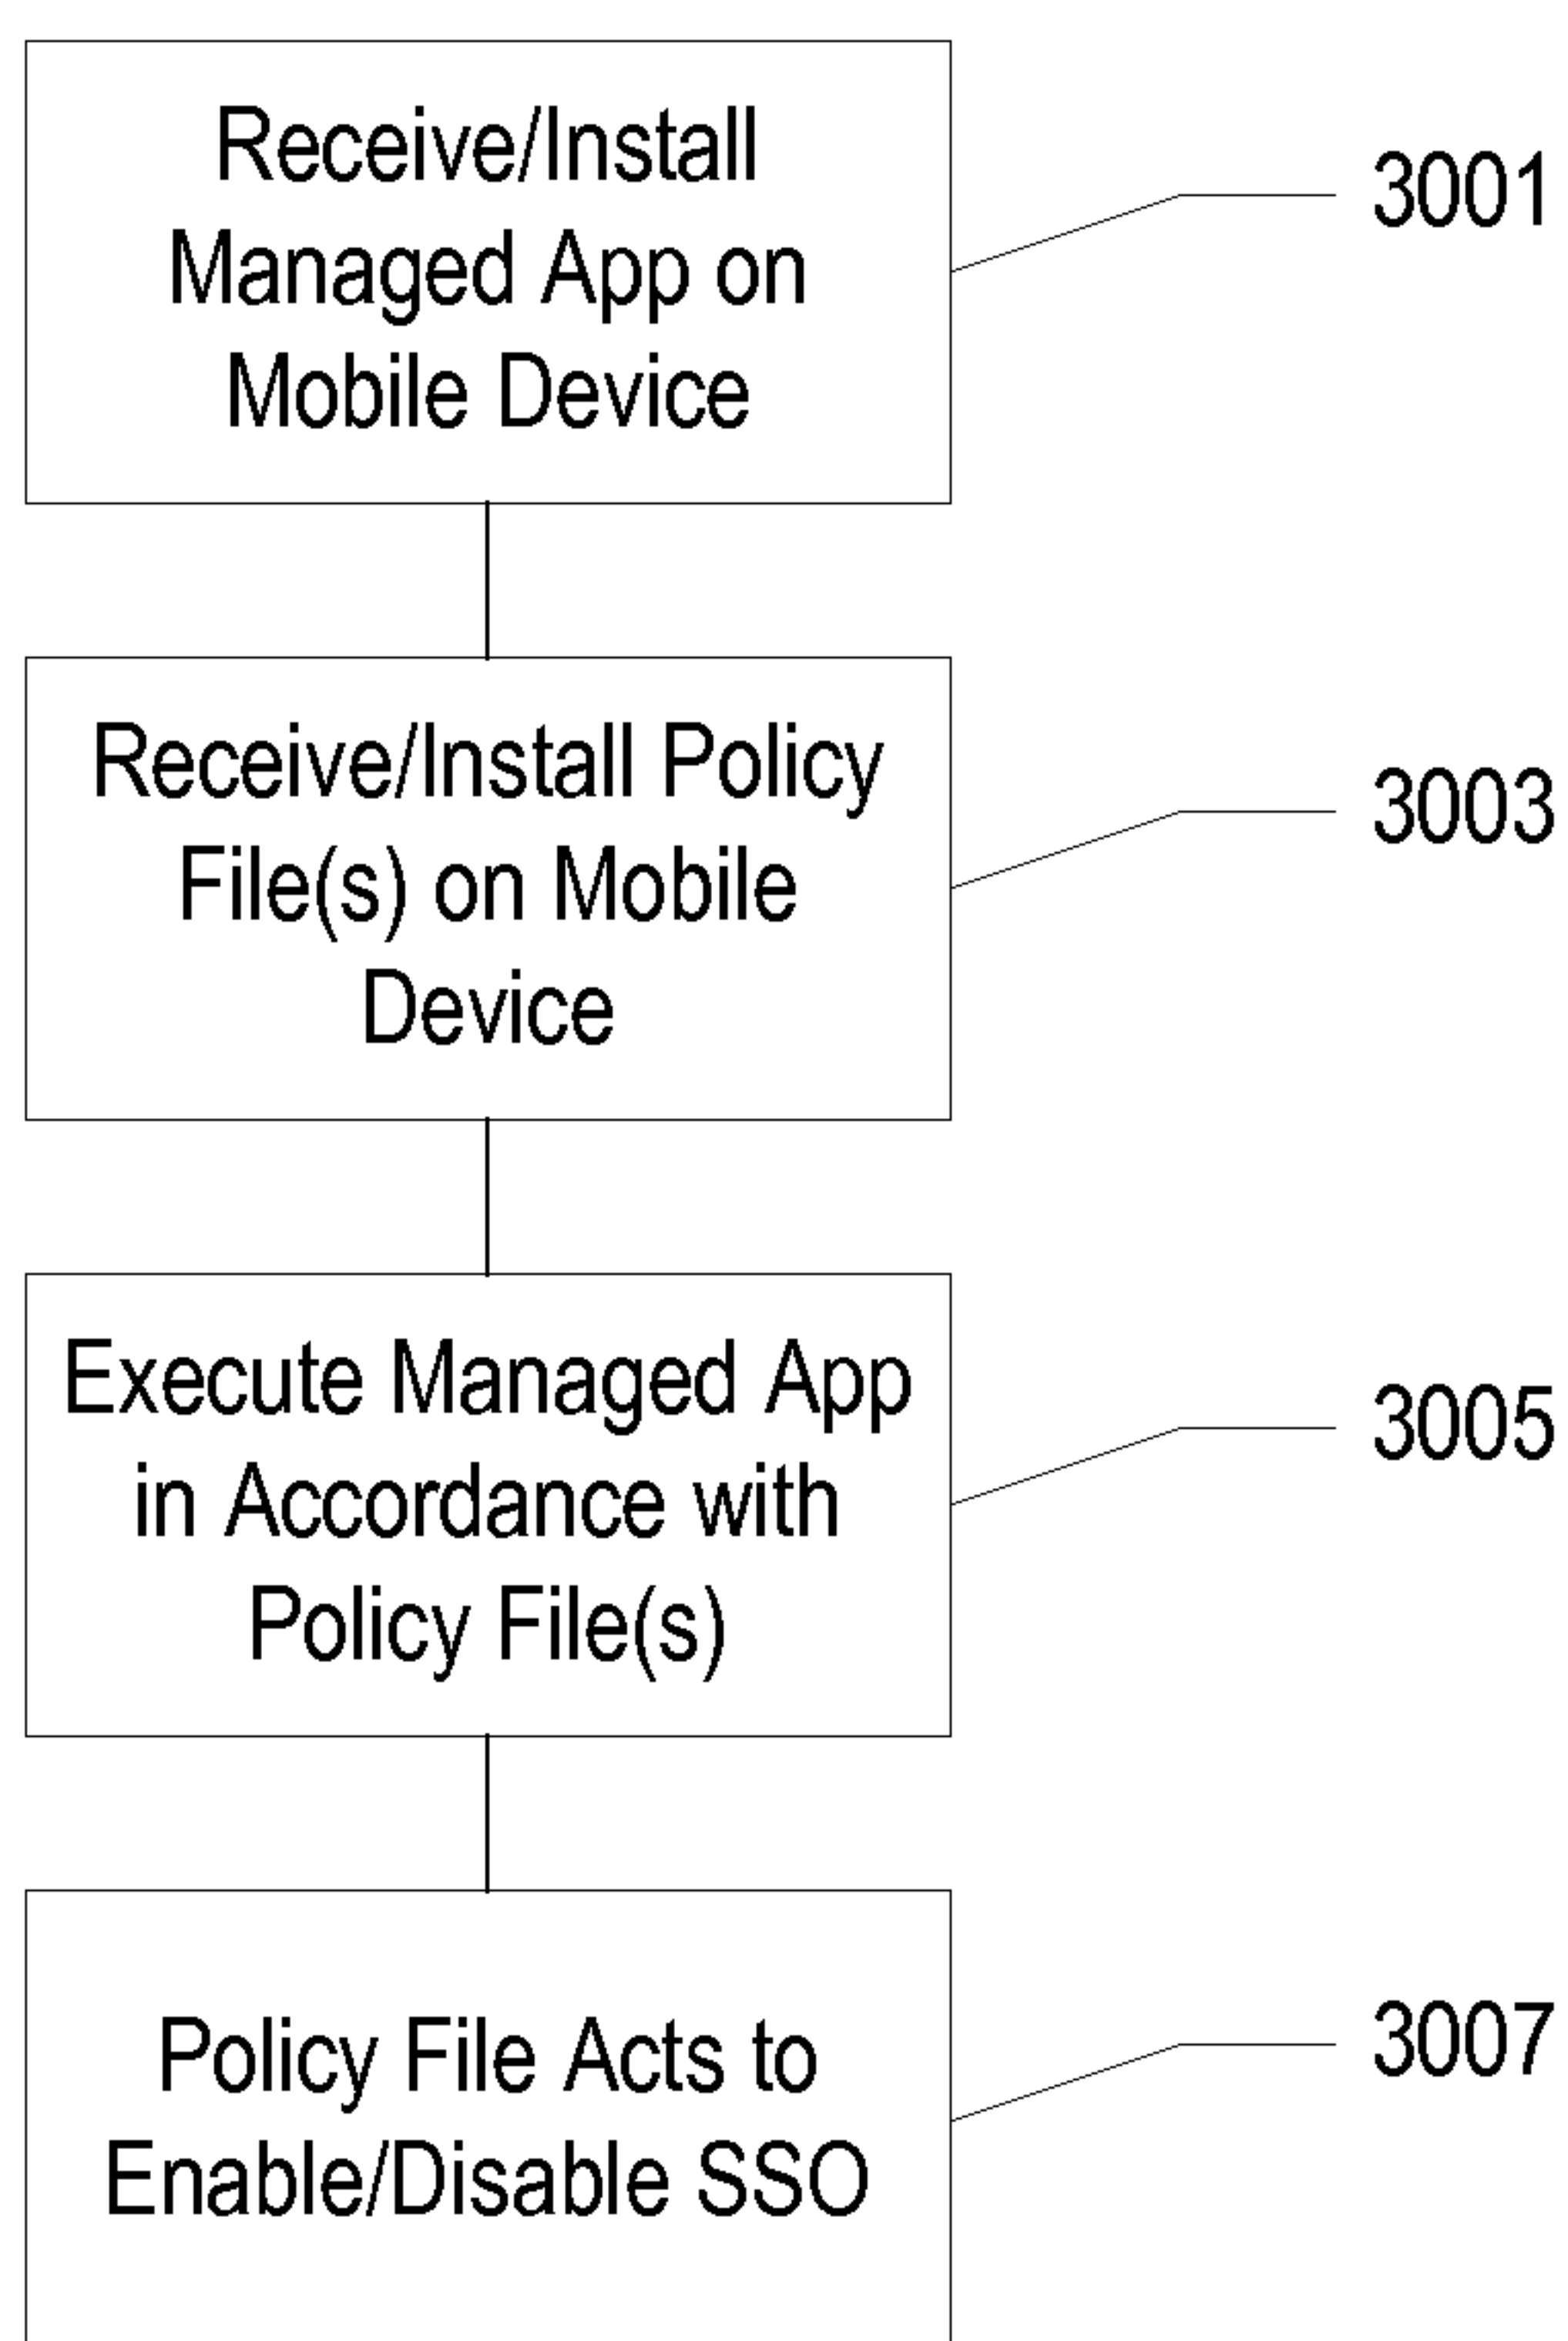 Receive/Install
Managed App on
Mobile Device
3001
Receive/Install Policy
File(s) on Mobile
Device
3003
Execute Managed App
in Accordance with
Policy File(s)
3005
Policy File Acts to
Enable/Disable SSO
3007